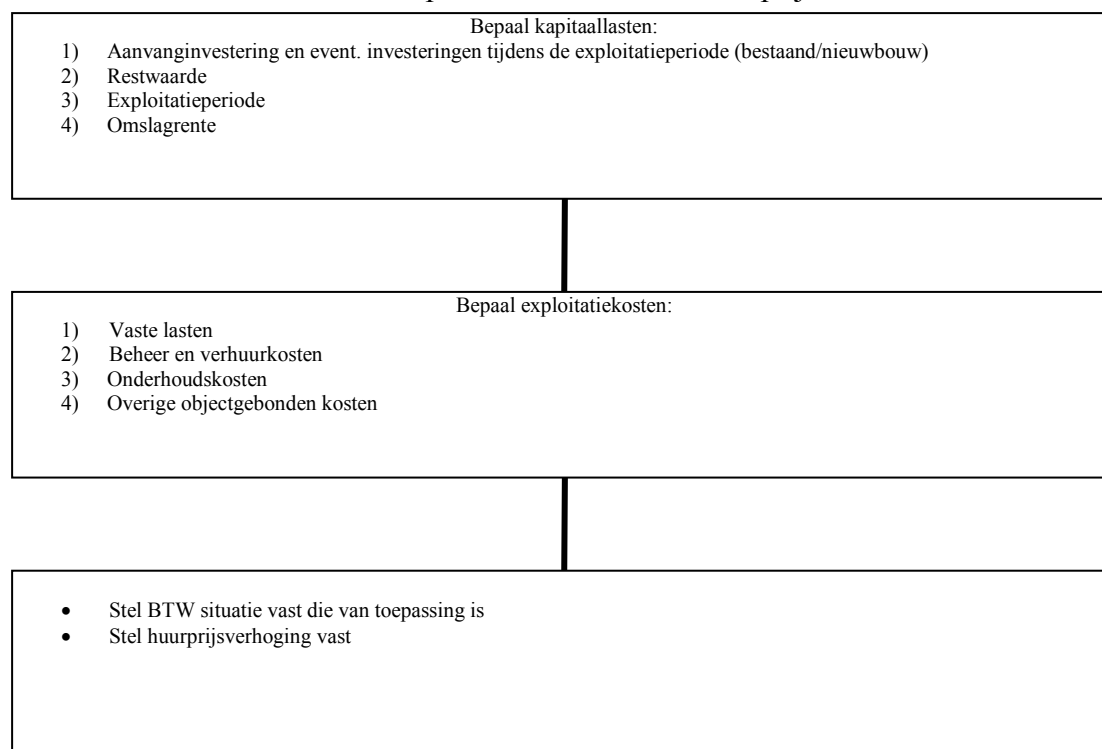 Bepaal kapitaallasten:
1) Aanvanginvestering en event. investeringen tijdens de exploitatieperiode (bestaand/nieuwbouw)
2) Restwaarde
3) Exploitatieperiode
4) Omslagrente
Bepaal exploitatiekosten:
1) Vaste lasten
2) Beheer en verhuurkosten
3) Onderhoudskosten
4) Overige objectgebonden kosten
• Stel BTW situatie vast die van toepassing is
• Stel huurprijsverhoging vast